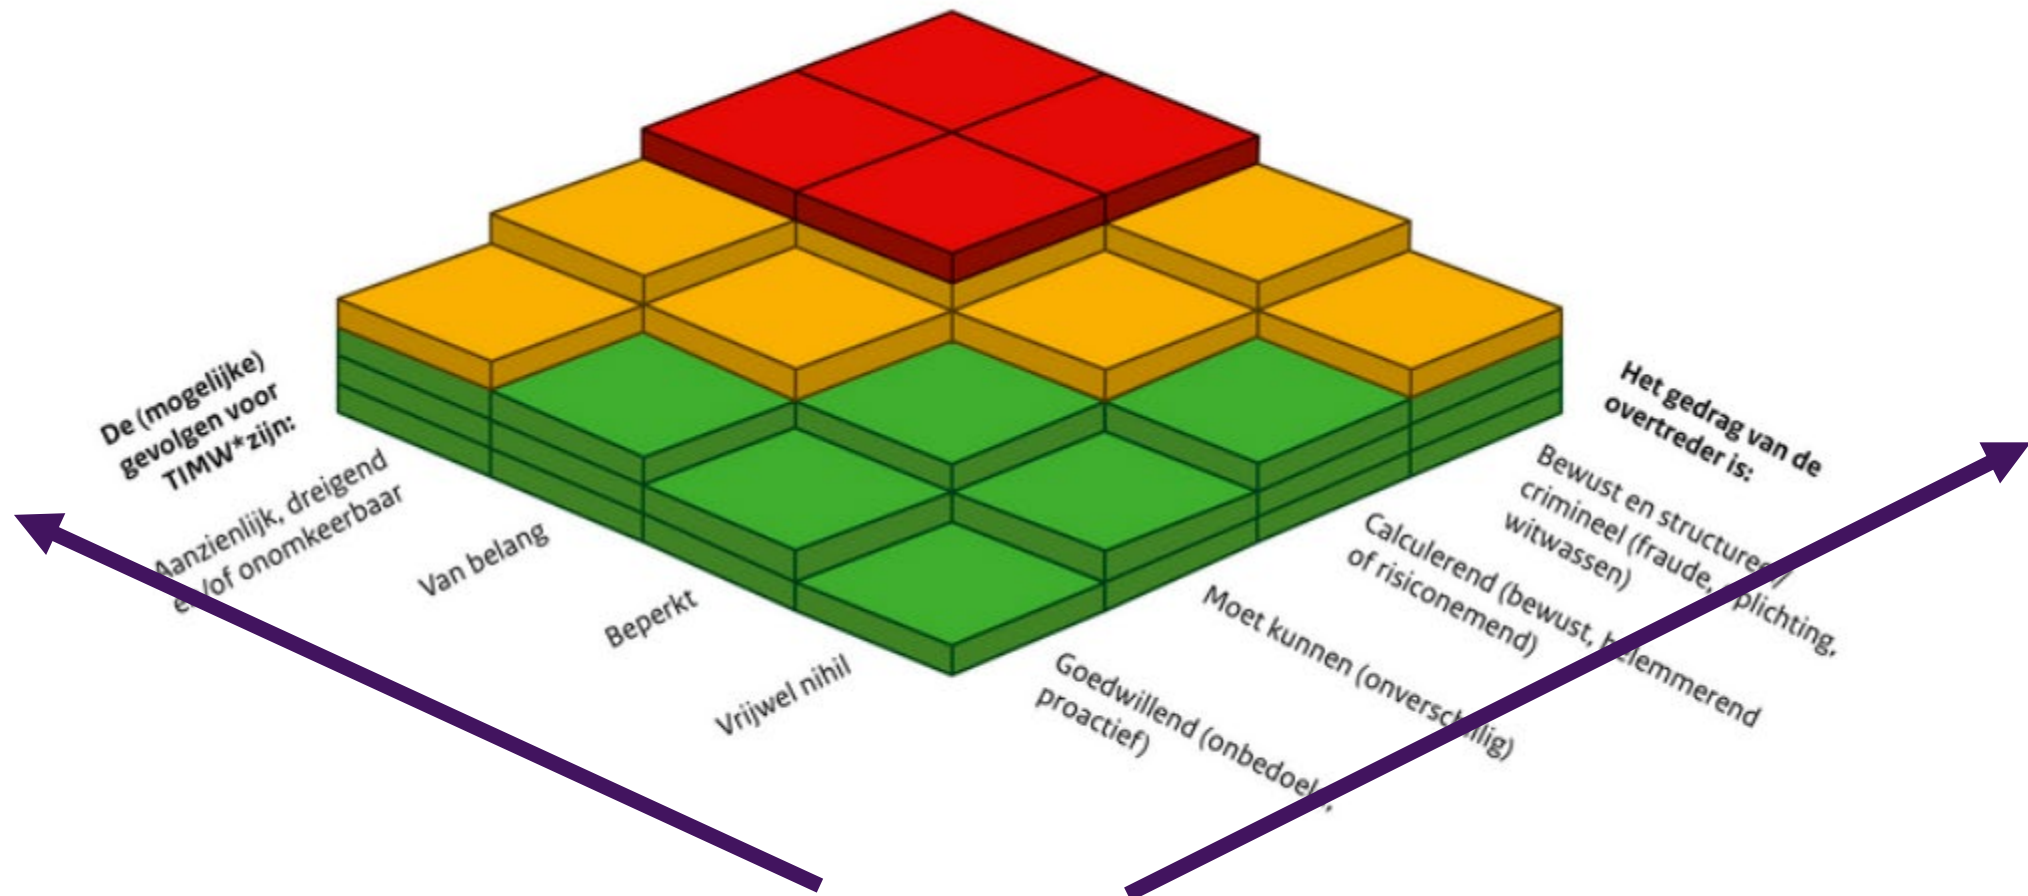 De (mogelijke)
gevolgen voor
TIMW*zijn:
Aanzienlijk, dreigend
en/of onomkeerbaar
Van belang
Beperkt
Vrijwel nihil
Het gedrag van de
overtreder is:
Bewust en structureel/
crimineel (fraude, oplichting,
witwassen)
Calculerend (bewust, belemmerend
of risiconemend)
Moet kunnen (onverschillig)
Goedwillend (onbedoeld,
proactief)